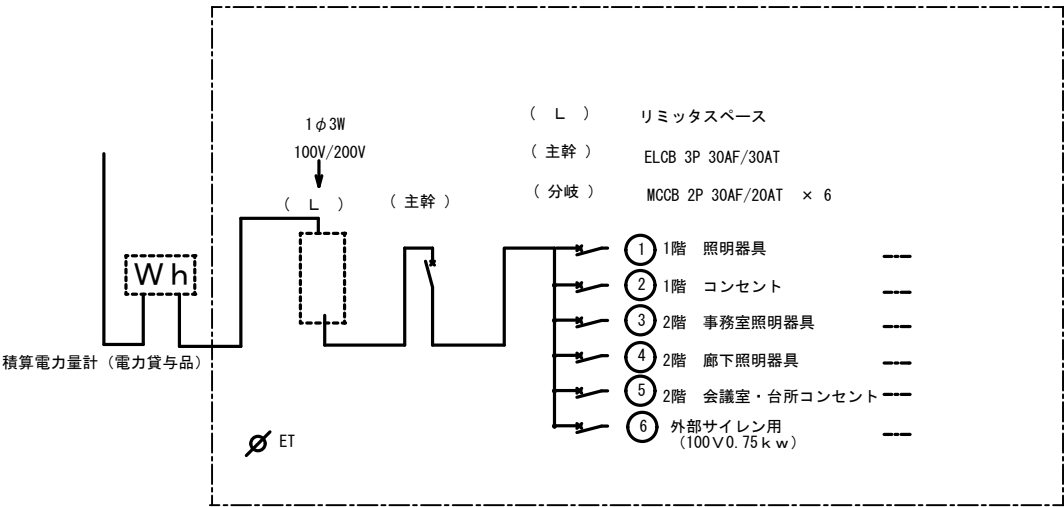 1φ3W
100V/200V
( L )
( 主幹 )
( L ) リミッタスペース
( 主幹 ) ELCB 3P 30AF/30AT
( 分岐 ) MCCB 2P 30AF/20AT × 6
Wh
積算電力量計（電力貸与品）
① 1階 照明器具
② 1階 コンセント
③ 2階 事務室照明器具
④ 2階 廊下照明器具
⑤ 2階 会議室・台所コンセント
⑥ 外部サイレン用
（100V0.75kw）
ET